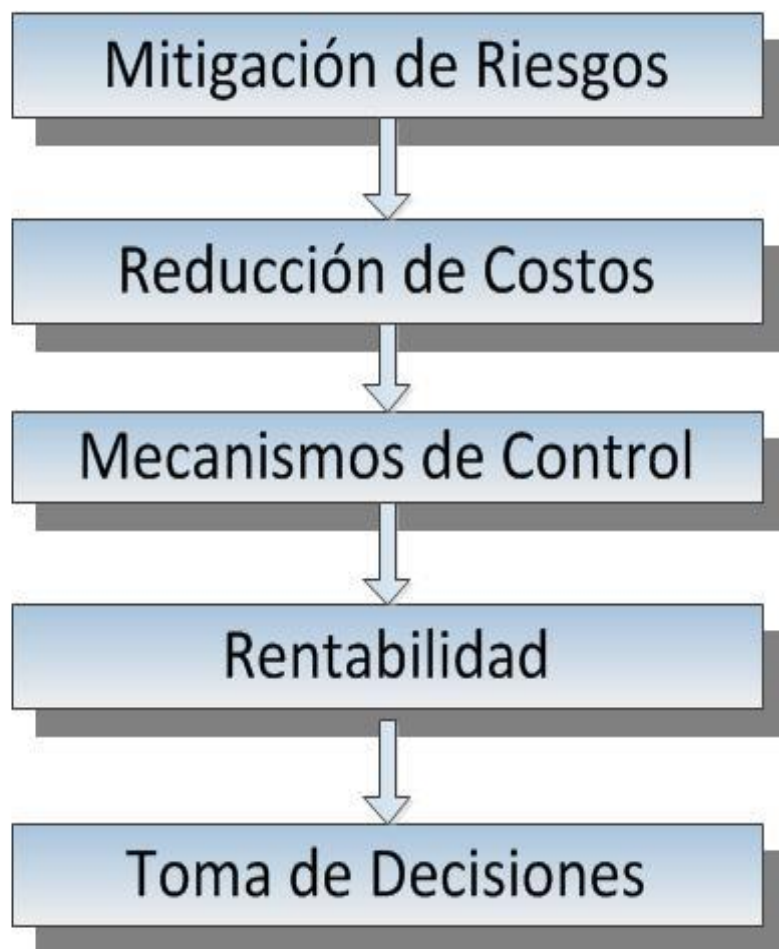 Mitigación de Riesgos
Reducción de Costos
Mecanismos de Control
Rentabilidad
Toma de Decisiones